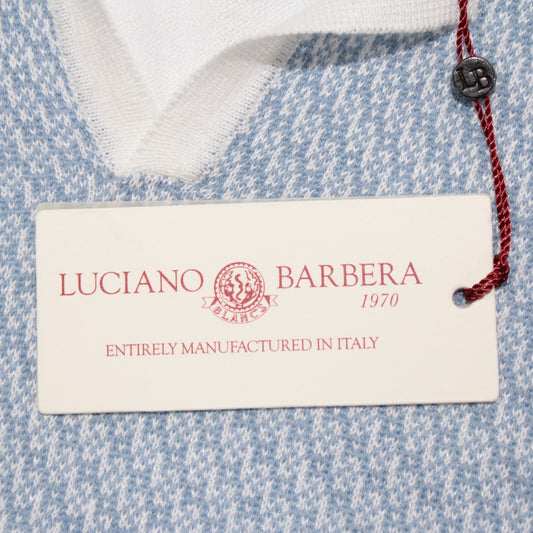 LB
LUCIANO BARBERA
BLANCS
1970
ENTIRELY MANUFACTURED IN ITALY